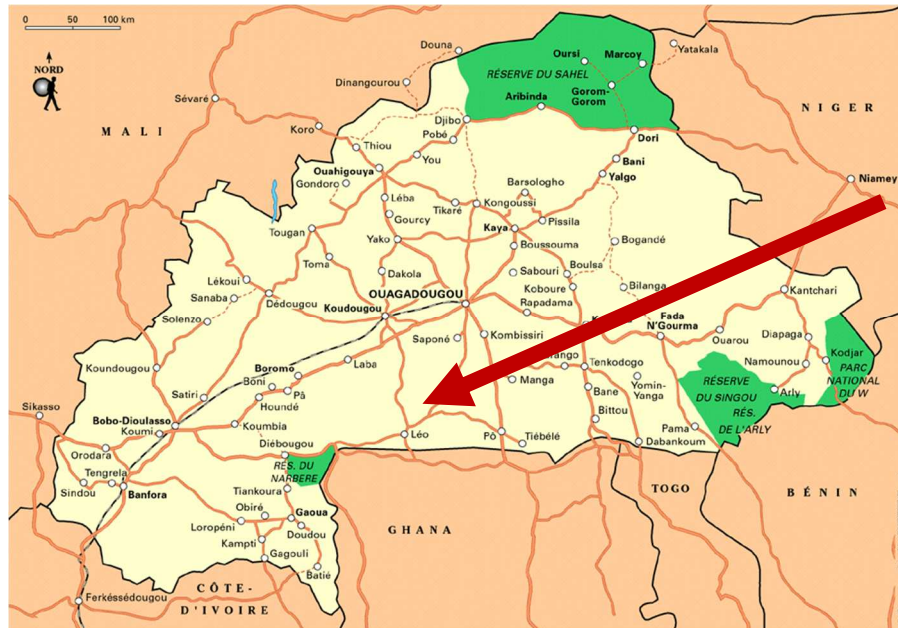 0 50 100 km
NORD
MALI
NIGER
BÉNIN
TOGO
GHANA
CÔTE-
D'IVOIRE
Douna
Dinangourou
Sévaré
Koro
Thiou
Djibo
Pobé
You
Ouahigouya
Gondoro
Oursi
Marcoy
Yatakala
RÉSERVE DU SAHEL
Gorom-
Gorom
Aribinda
Dori
Bani
Yalgo
Niamey
Léba
Gourcy
Tikaré
Kongoussi
Barsologho
Pissila
Kaya
Boussouma
Tougan
Yako
Toma
Dakola
Sabouri
Boulsa
Bogandé
Koboure
Bilanga
Rapadama
Lékoui
Sanaba
Solenzo
Dédougou
OUAGADOUGOU
Koudougou
Saponé
Kombissiri
Fada
N'Gourma
Kantchari
Ouarou
Diapaga
Namounou
Kodjar
PARC
NATIONAL
DU W
Arly
RÉSERVE
DU SINGOU
RÉS.
DE L'ARLY
Koundougou
Satiri
Boromo
Boni
Pâ
Houndé
Laba
Manga
Tenkodogo
Yomin-
Yanga
Bane
Bittou
Pama
Dabankoum
Sikasso
Bobo-Dioulasso
Koumi
Koumbia
Diébougou
Léo
Pô
Tiébélé
Orodara
Tengrela
Sindou
Banfora
RÉS. DU
NARBERE
Tiankoura
Obiré
Gaoua
Loropéni
Doudou
Kampti
Gagouli
Batié
Ferkéssédougou